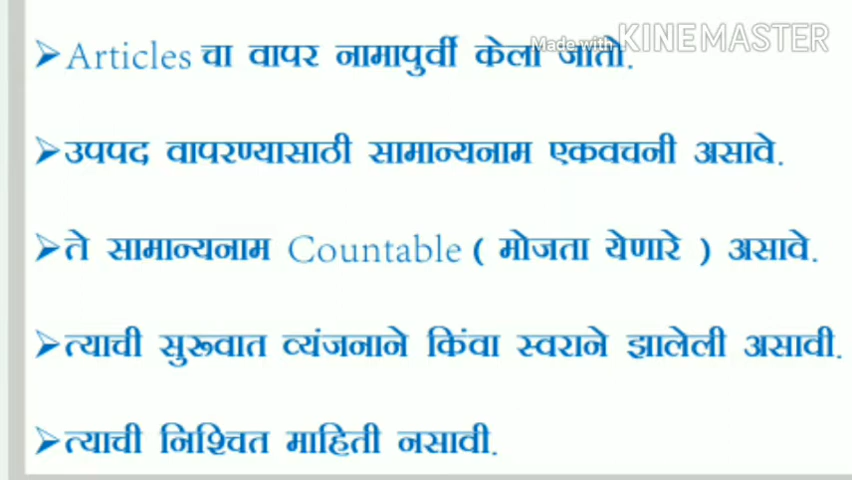 Made with KINEMASTER
➢Articles चा वापर नामापुर्वी केला जातो.
➢उपपद वापरण्यासाठी सामान्यनाम एकवचनी असावे.
➢ते सामान्यनाम Countable ( मोजता येणारे ) असावे.
➢त्याची सुरूवात व्यंजनाने किंवा स्वराने झालेली असावी.
➢त्याची निश्चित माहिती नसावी.